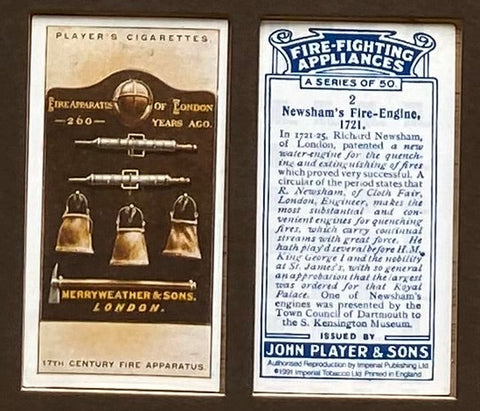 PLAYER'S CIGARETTES.
FIRE APPARATUS OF LONDON
260 YEARS AGO.
MERRYWEATHER & SONS.
LONDON.
17TH CENTURY FIRE APPARATUS.
FIRE-FIGHTING
APPLIANCES
A SERIES OF 50.
2
Newsham's Fire-Engine,
1721.
In 1721-25, Richard Newsham,
of London, patented a new
water-engine for the quench-
ing and extinguishing of fires
which proved very successful. A
circular of the period states that
R. Newsham, of Cloth Fair,
London, Engineer, makes the
most substantial and con-
venient engines for quenching
fires, which carry continual
streams with great force. He
hath play'd several before H.M.
King George I and the nobility
at St. James's, with so general
an approbation that the largest
was ordered for that Royal
Palace. One of Newsham's
engines was presented by the
Town Council of Dartmouth to
the S. Kensington Museum.
ISSUED BY
JOHN PLAYER & SONS
Authorised Reproduction by Imperial Publishing Ltd
©1991 Imperial Tobacco Ltd Printed in England